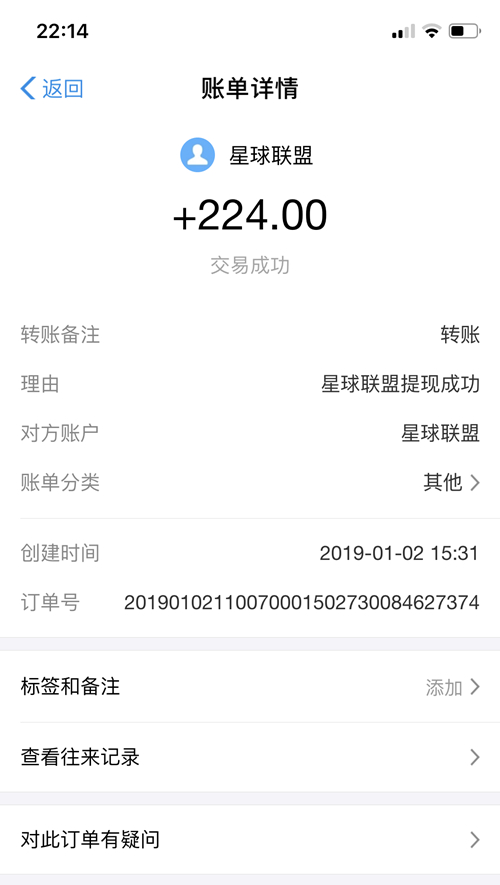 22:14
返回
账单详情
星球联盟
+224.00
交易成功
转账备注 转账
理由 星球联盟提现成功
对方账户 星球联盟
账单分类 其他
创建时间 2019-01-02 15:31
订单号 20190102110070001502730084627374
标签和备注 添加
查看往来记录
对此订单有疑问